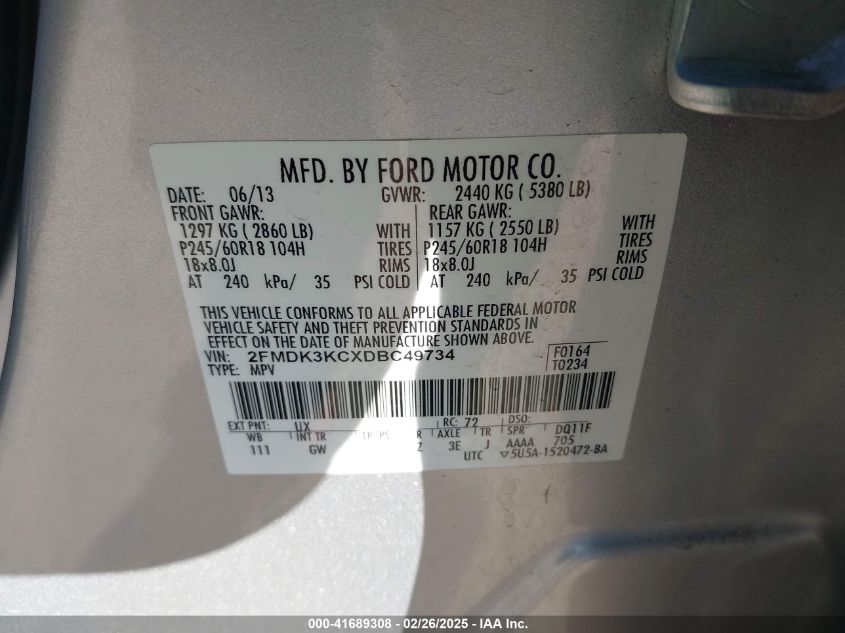 MFD. BY FORD MOTOR CO.
DATE: 06/13 GVWR: 2440 KG ( 5380 LB)
FRONT GAWR: REAR GAWR:
1297 KG ( 2860 LB) WITH 1157 KG ( 2550 LB) WITH
P245/60R18 104H TIRES P245/60R18 104H TIRES
18x8.0J RIMS 18x8.0J RIMS
AT 240 kPa/ 35 PSI COLD AT 240 kPa/ 35 PSI COLD
THIS VEHICLE CONFORMS TO ALL APPLICABLE FEDERAL MOTOR
VEHICLE SAFETY AND THEFT PREVENTION STANDARDS IN
EFFECT ON THE DATE OF MANUFACTURE SHOWN ABOVE.
VIN: 2FMDK3KCXDBC49734 F0164
TYPE: MPV T0234
EXT PNT: UX RC: 72 DSO:
WB INT TR TP/PS R AXLE TR SPR DQ11F
111 GW Z 3E J AAAA 705
UTC 5U5A-1520472-BA
000-41689308 - 02/26/2025 - IAA Inc.